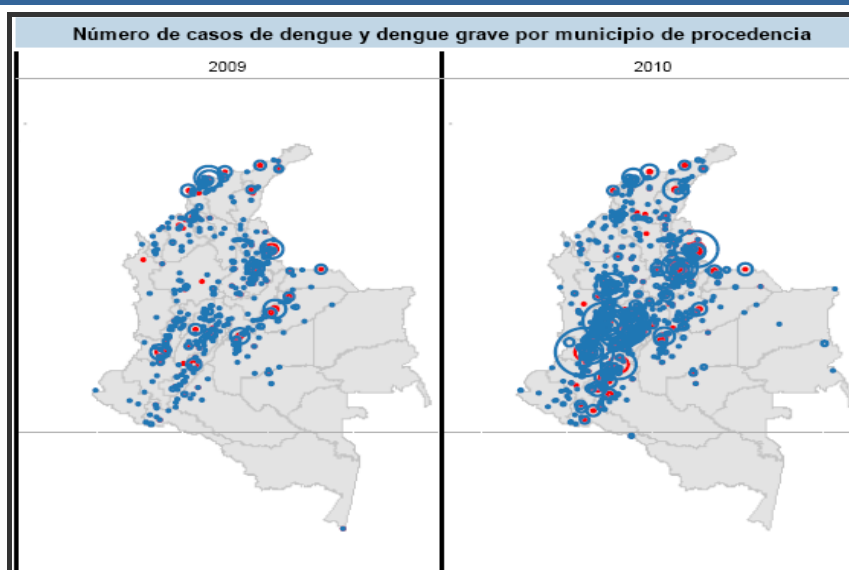 Número de casos de dengue y dengue grave por municipio de procedencia
2009
2010